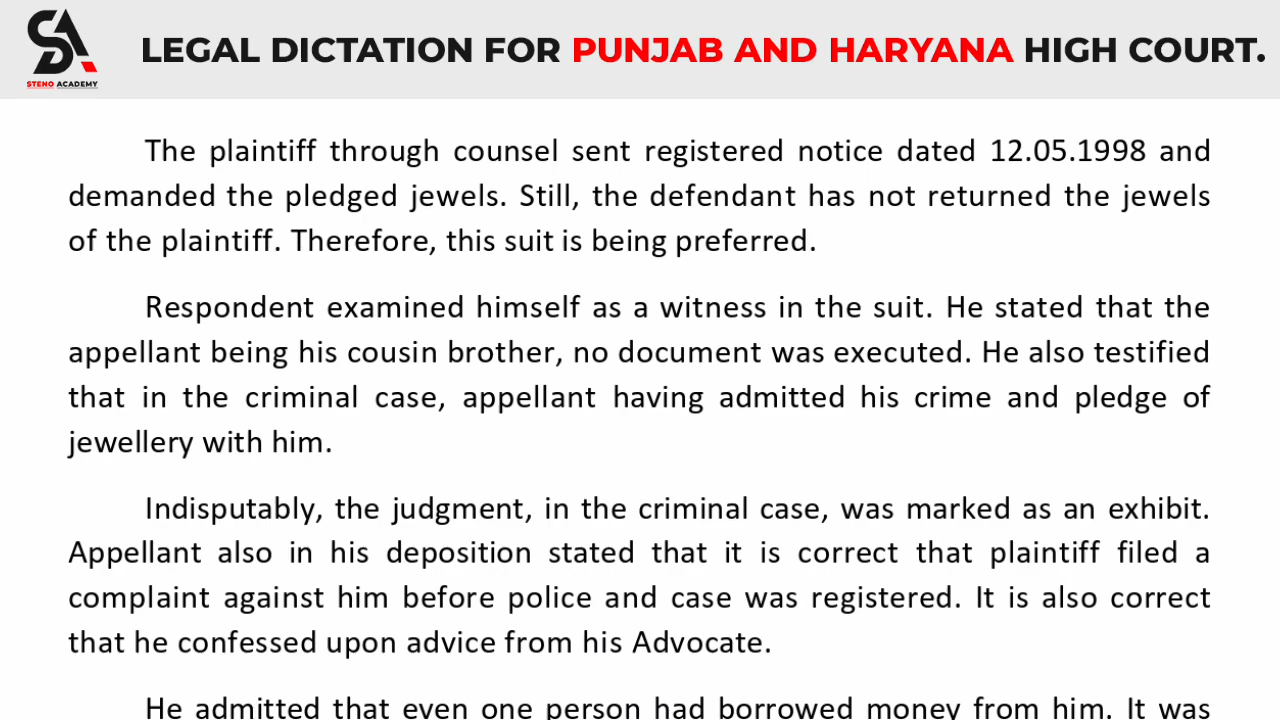 STENO ACADEMY
LEGAL DICTATION FOR PUNJAB AND HARYANA HIGH COURT.
The plaintiff through counsel sent registered notice dated 12.05.1998 and
demanded the pledged jewels. Still, the defendant has not returned the jewels
of the plaintiff. Therefore, this suit is being preferred.
Respondent examined himself as a witness in the suit. He stated that the
appellant being his cousin brother, no document was executed. He also testified
that in the criminal case, appellant having admitted his crime and pledge of
jewellery with him.
Indisputably, the judgment, in the criminal case, was marked as an exhibit.
Appellant also in his deposition stated that it is correct that plaintiff filed a
complaint against him before police and case was registered. It is also correct
that he confessed upon advice from his Advocate.
He admitted that even one person had borrowed money from him. It was